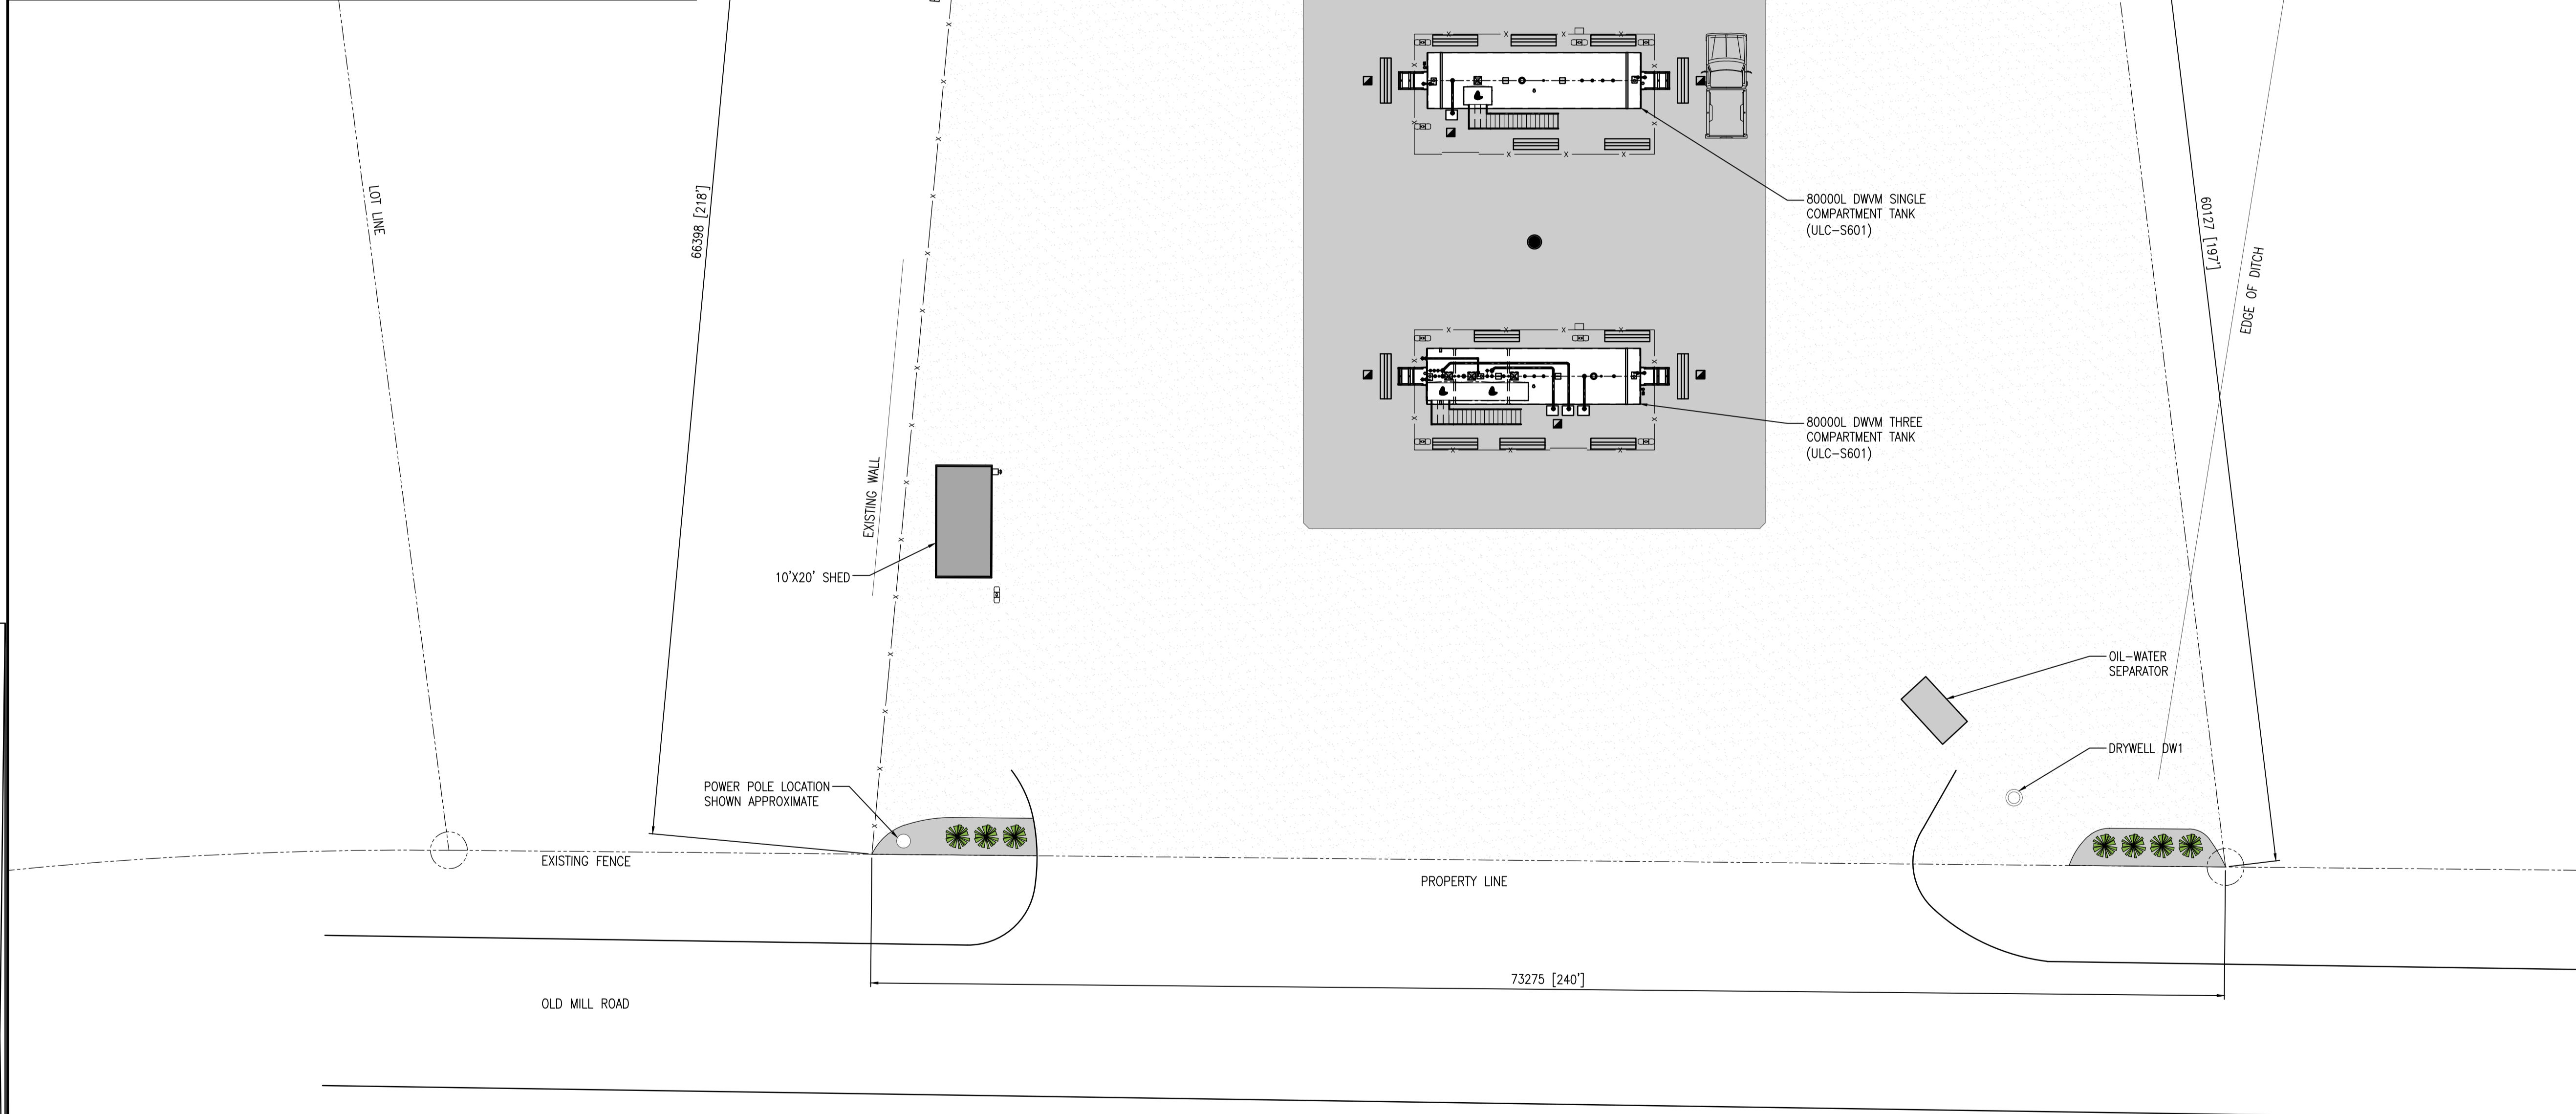 LOT LINE
66398 [218']
EXISTING WALL
10'X20' SHED
80000L DWVM SINGLE
COMPARTMENT TANK
(ULC-S601)
80000L DWVM THREE
COMPARTMENT TANK
(ULC-S601)
60127 [197']
EDGE OF DITCH
OIL-WATER
SEPARATOR
DRYWELL DW1
POWER POLE LOCATION
SHOWN APPROXIMATE
EXISTING FENCE
PROPERTY LINE
73275 [240']
OLD MILL ROAD